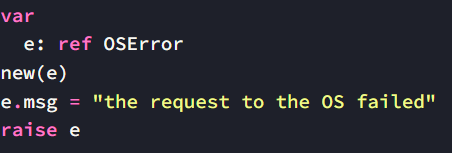 var
  e: ref OSError
new(e)
e.msg = "the request to the OS failed"
raise e